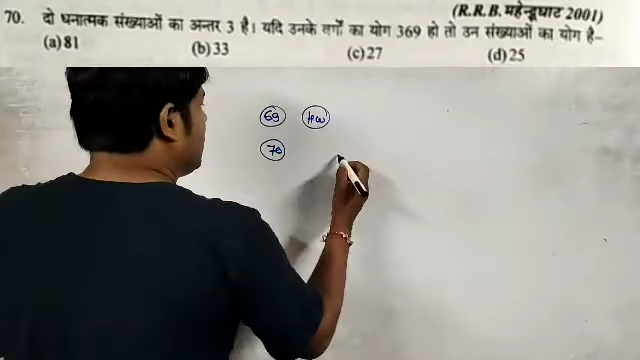 (R.R.B. महेन्द्रूघाट 2001)
70. दो धनात्मक संख्याओं का अन्तर 3 है। यदि उनके वर्गों का योग 369 हो तो उन संख्याओं का योग है–
(a) 81 (b) 33 (c) 27 (d) 25
69 HW
70